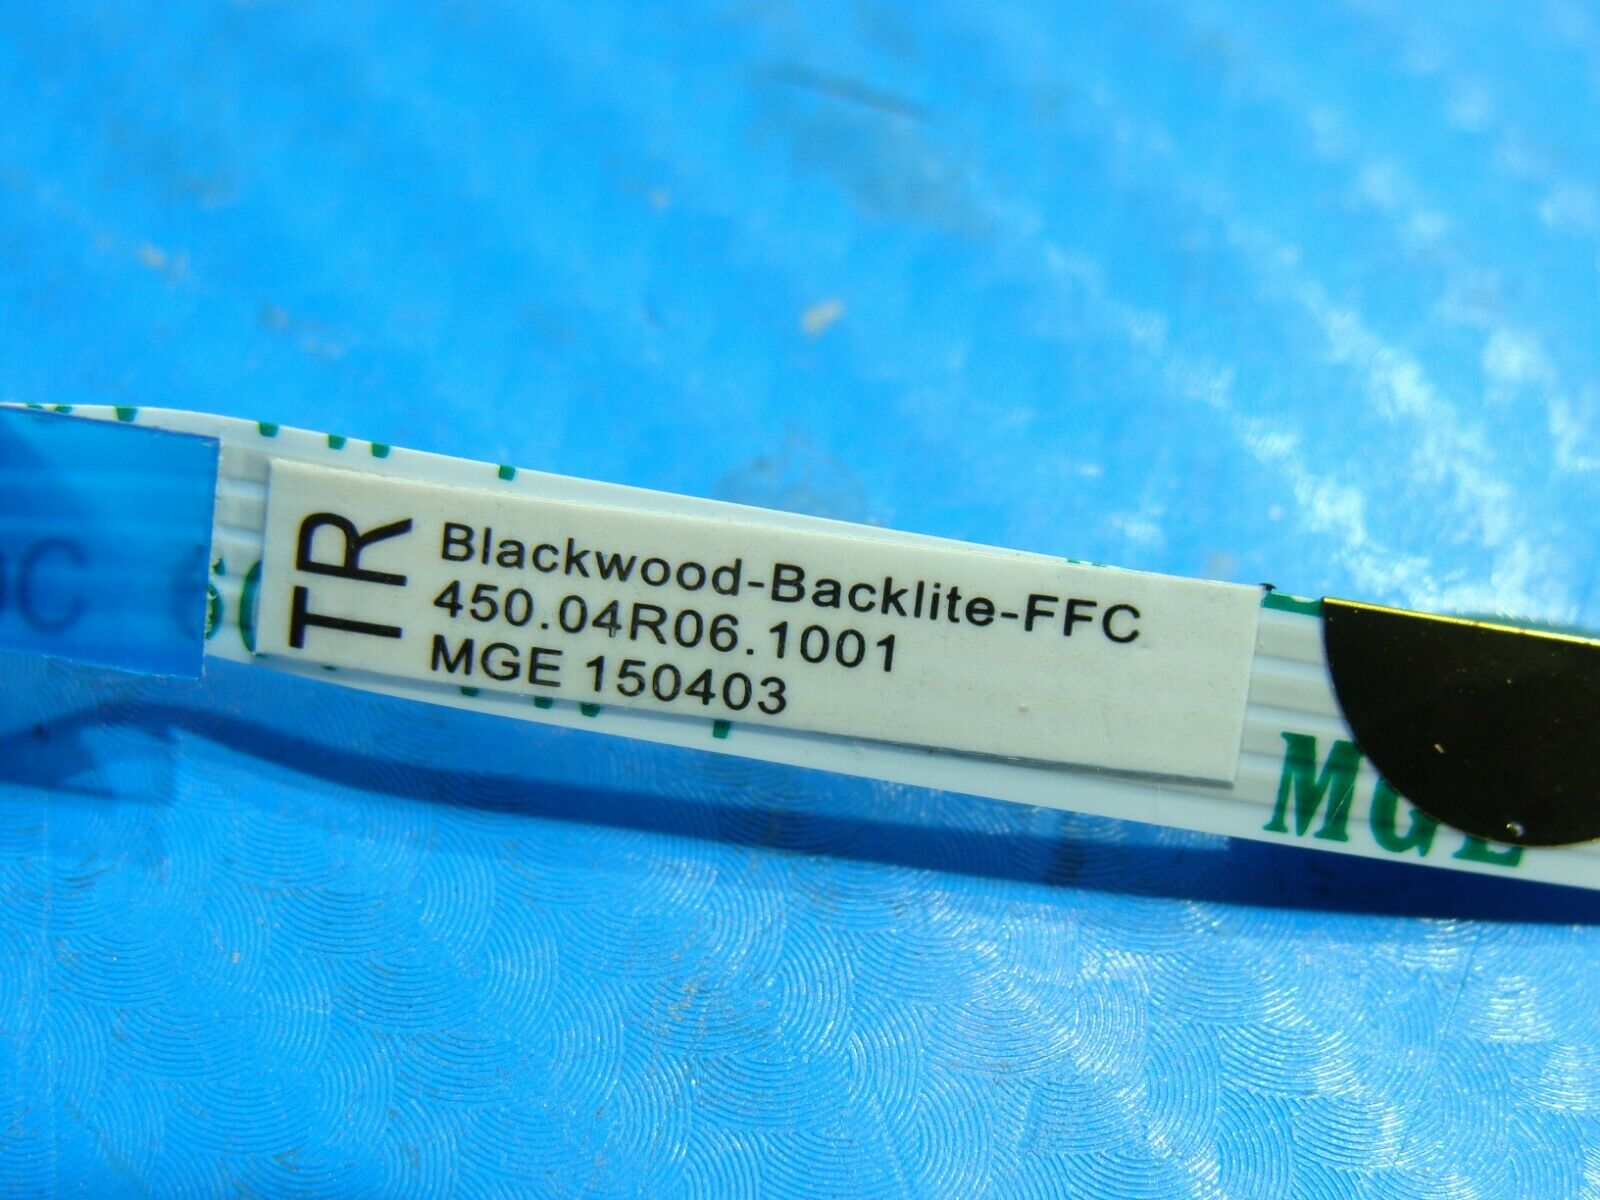 TR
Blackwood-Backlite-FFC
450.04R06.1001
MGE 150403
MGE